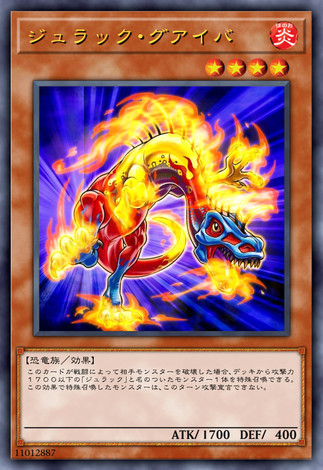 ジュラック・グアイバ
ほのお
炎
【恐竜族／効果】
このカードが戦闘によって相手モンスターを破壊した場合、デッキから攻撃力
1700以下の「ジュラック」と名のついたモンスター1体を特殊召喚できる。
この効果で特殊召喚したモンスターは、このターン攻撃宣言できない。
ATK/ 1700 DEF/ 400
11012887